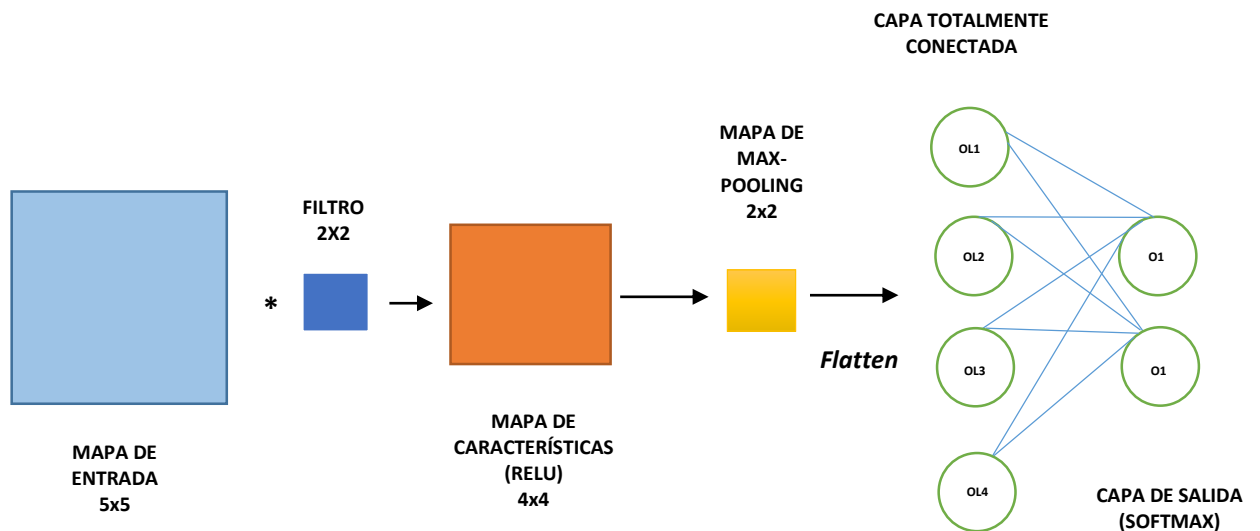 CAPA TOTALMENTE
CONECTADA
MAPA DE
MAX-
POOLING
2x2
FILTRO
2X2
*
MAPA DE
ENTRADA
5x5
MAPA DE
CARACTERÍSTICAS
(RELU)
4x4
Flatten
OL1
OL2
OL3
OL4
O1
O1
CAPA DE SALIDA
(SOFTMAX)